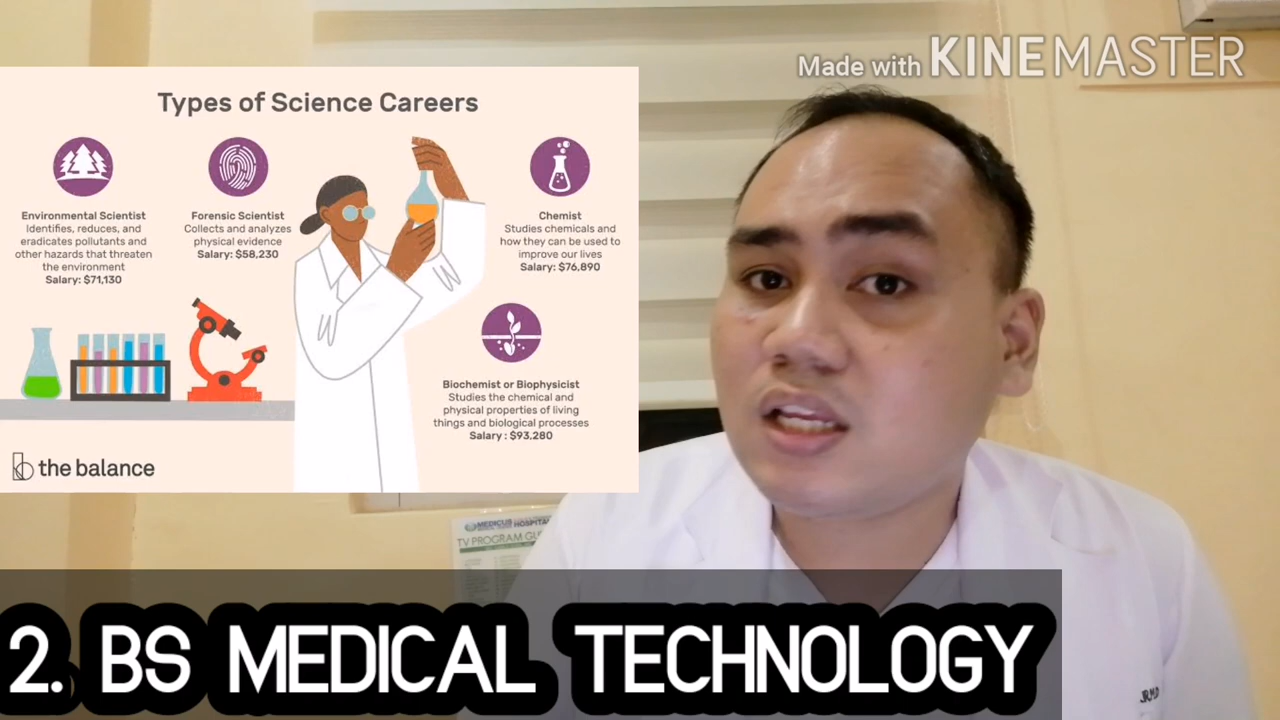 Made with KINEMASTER
Types of Science Careers
Environmental Scientist
Identifies, reduces, and
eradicates pollutants and
other hazards that threaten
the environment
Salary: $71,130
Forensic Scientist
Collects and analyzes
physical evidence
Salary: $58,230
Chemist
Studies chemicals and
how they can be used to
improve our lives
Salary: $76,890
Biochemist or Biophysicist
Studies the chemical and
physical properties of living
things and biological processes
Salary : $93,280
the balance
MEDICUS
TV PROGRAM
2. BS MEDICAL TECHNOLOGY